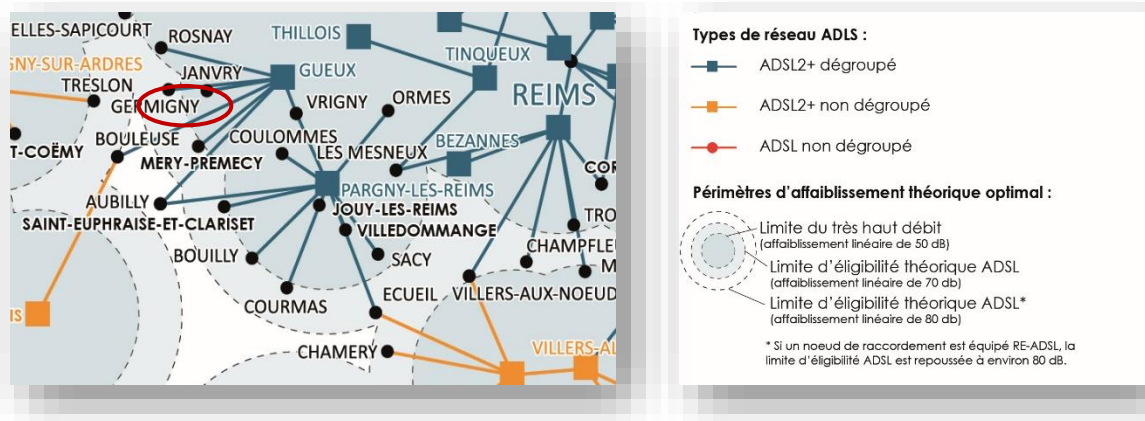 ELLES-SAPICOURT
ROSNAY
THILLOIS
GNY-SUR-ARDRES
TINQUEUX
TRESLON
JANVRY
GUEUX
GERMIGNY
VRIGNY
ORMES
REIMS
T-COËMY
BOULEUSE
COULOMMES
BEZANNES
MERY-PREMECY
LES MESNEUX
COR
AUBILLY
PARGNY-LES-REIMS
SAINT-EUPHRAISE-ET-CLARISET
JOUY-LES-REIMS
TRO
VILLEDOMMANGE
BOUILLY
SACY
CHAMPFLE
M
COURMAS
ECUEIL
VILLERS-AUX-NOEUD
IS
CHAMERY
VILLERS-AL
Types de réseau ADLS :
ADSL2+ dégroupé
ADSL2+ non dégroupé
ADSL non dégroupé
Périmètres d'affaiblissement théorique optimal :
Limite du très haut débit
(affaiblissement linéaire de 50 dB)
Limite d'éligibilité théorique ADSL
(affaiblissement linéaire de 70 db)
Limite d'éligibilité théorique ADSL*
(affaiblissement linéaire de 80 db)
* Si un noeud de raccordement est équipé RE-ADSL, la
limite d'éligibilité ADSL est repoussée à environ 80 dB.